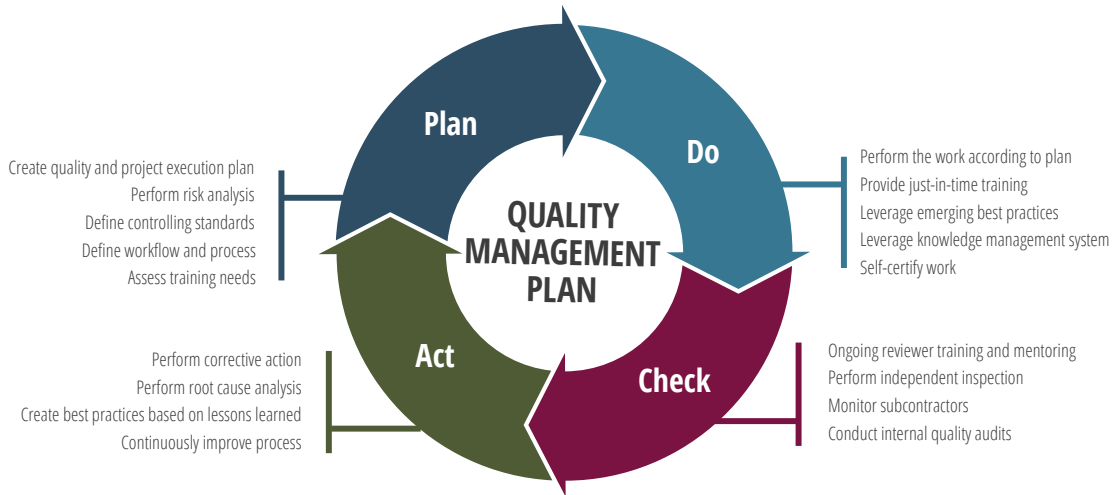 Plan
Do
Create quality and project execution plan
Perform risk analysis
Define controlling standards
Define workflow and process
Assess training needs
Perform the work according to plan
Provide just-in-time training
Leverage emerging best practices
Leverage knowledge management system
Self-certify work
QUALITY
MANAGEMENT
PLAN
Act
Check
Perform corrective action
Perform root cause analysis
Create best practices based on lessons learned
Continuously improve process
Ongoing reviewer training and mentoring
Perform independent inspection
Monitor subcontractors
Conduct internal quality audits